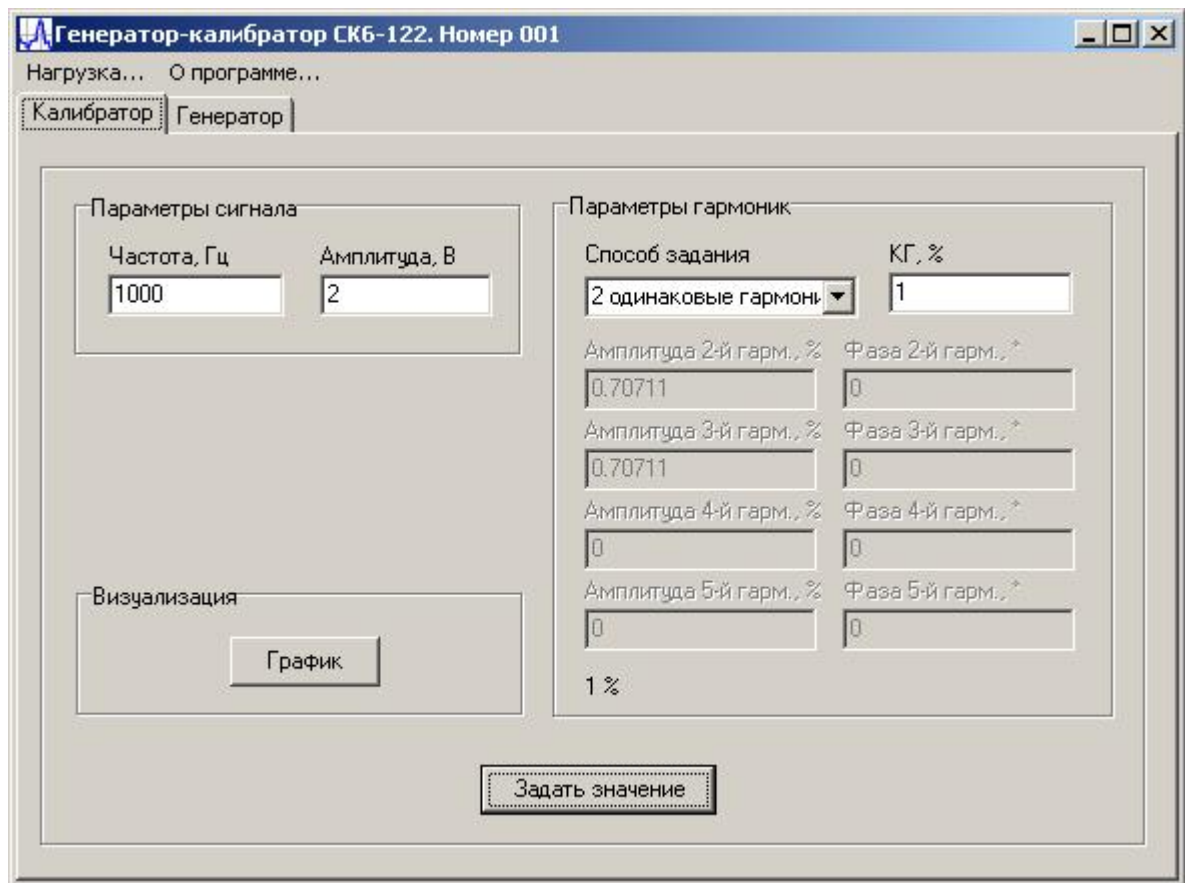 Генератор-калибратор СК6-122. Номер 001
Нагрузка... О программе...
Калибратор Генератор
Параметры сигнала
Частота, Гц Амплитуда, В
1000 2
Параметры гармоник
Способ задания КГ, %
2 одинаковые гармони 1
Амплитуда 2-й гарм., % Фаза 2-й гарм., °
0.70711 0
Амплитуда 3-й гарм., % Фаза 3-й гарм., °
0.70711 0
Амплитуда 4-й гарм., % Фаза 4-й гарм., °
0 0
Амплитуда 5-й гарм., % Фаза 5-й гарм., °
0 0
1 %
Визуализация
График
Задать значение